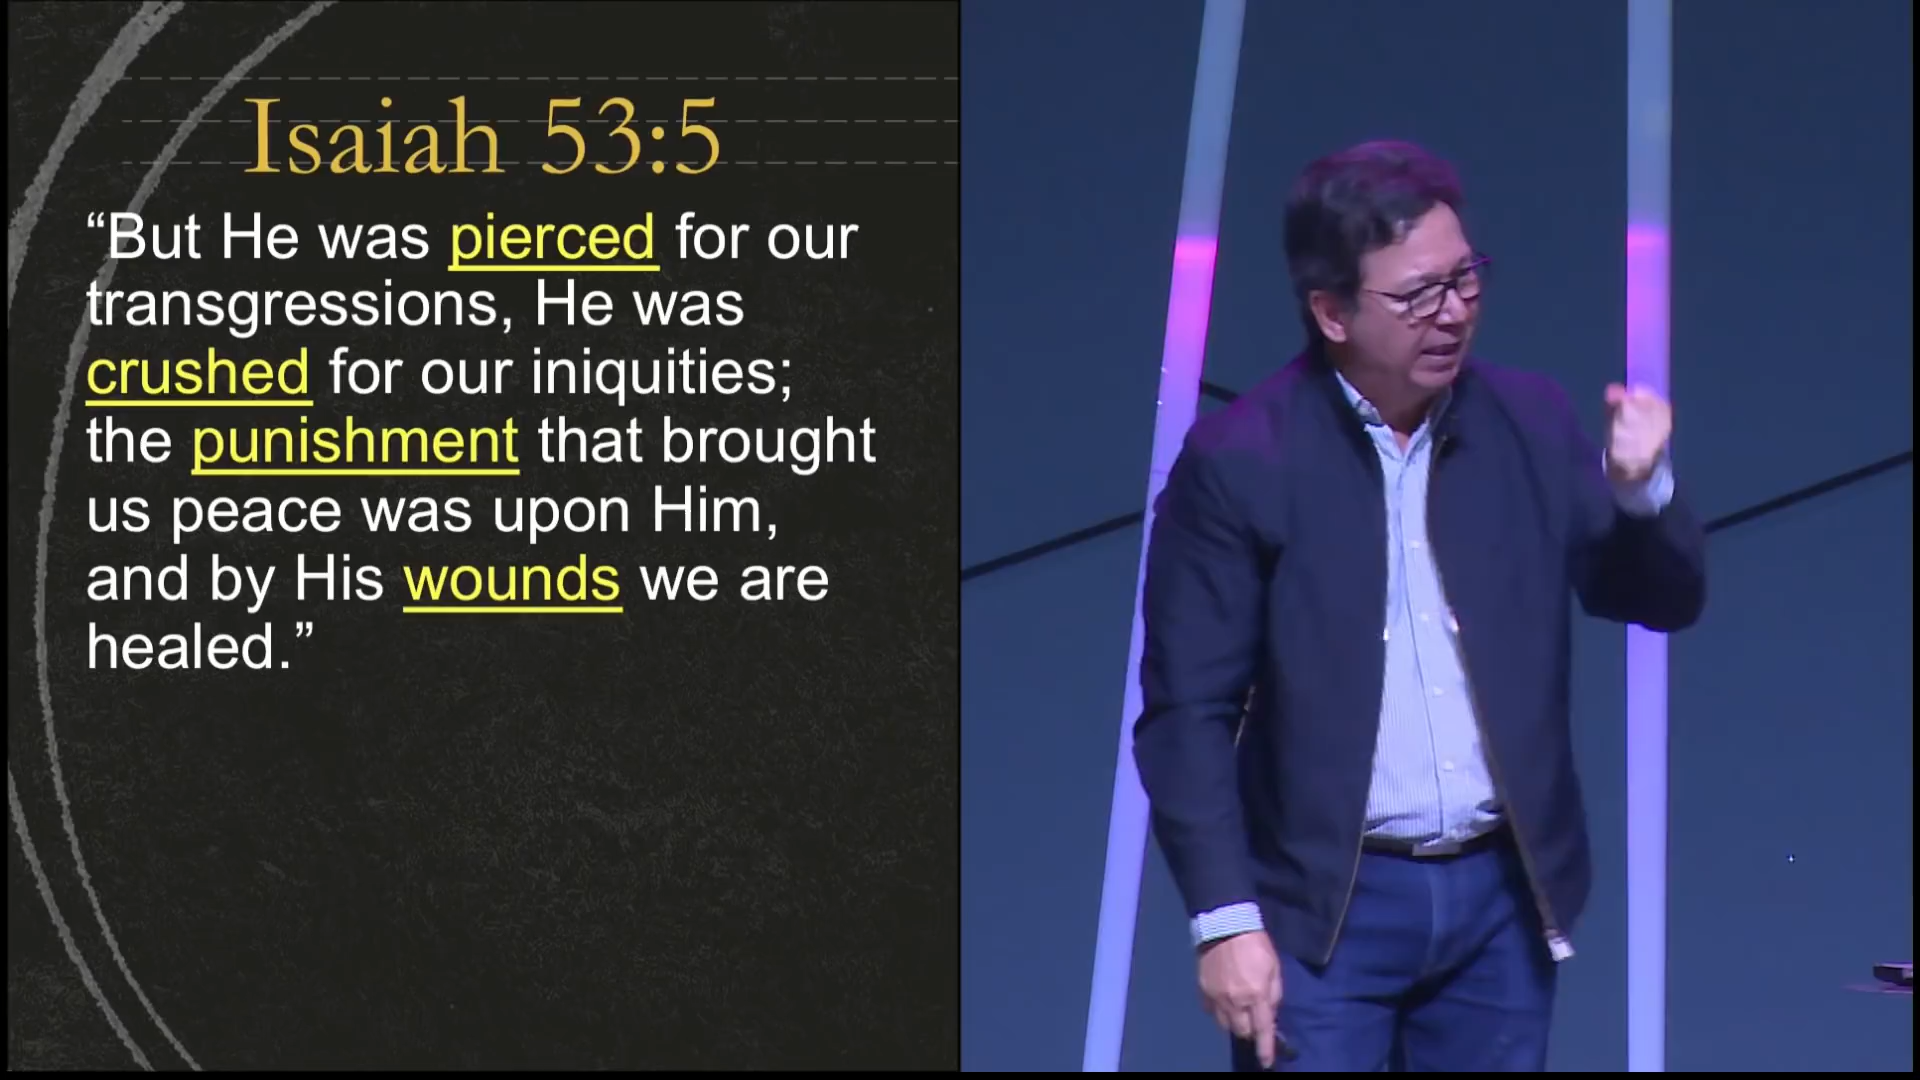 Isaiah 53:5
“But He was pierced for our
transgressions, He was
crushed for our iniquities;
the punishment that brought
us peace was upon Him,
and by His wounds we are
healed.”